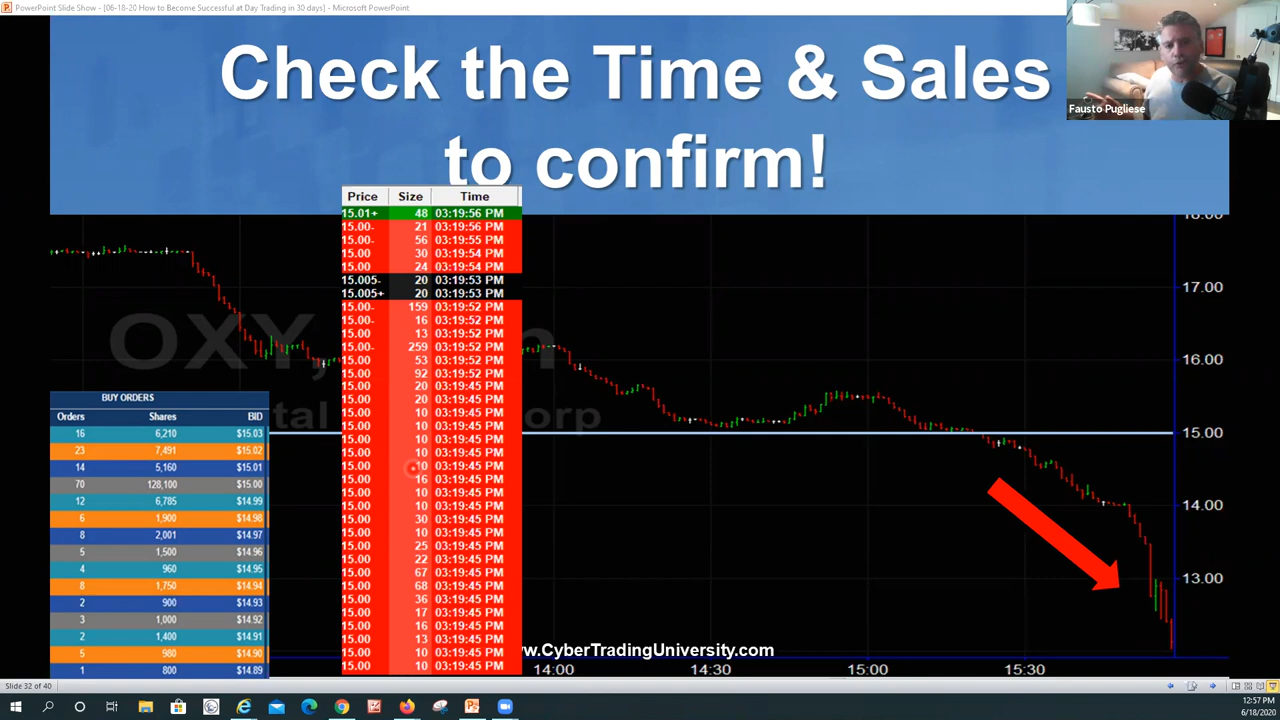 PowerPoint Slide Show - [06-18-20 How to Become Successful at Day Trading in 30 days] - Microsoft PowerPoint
Check the Time & Sales
to confirm!
Fausto Pugliese
Price Size Time
15.01+ 48 03:19:56 PM
15.00- 21 03:19:56 PM
15.00- 56 03:19:55 PM
15.00 30 03:19:54 PM
15.00 24 03:19:54 PM
15.005- 20 03:19:53 PM
15.005+ 20 03:19:53 PM
15.00- 159 03:19:52 PM
15.00- 16 03:19:52 PM
15.00 13 03:19:52 PM
15.00- 259 03:19:52 PM
15.00 53 03:19:52 PM
15.00 92 03:19:52 PM
15.00 20 03:19:45 PM
15.00 20 03:19:45 PM
15.00 10 03:19:45 PM
15.00 10 03:19:45 PM
15.00 10 03:19:45 PM
15.00 10 03:19:45 PM
15.00 10 03:19:45 PM
15.00 16 03:19:45 PM
15.00 10 03:19:45 PM
15.00 10 03:19:45 PM
15.00 30 03:19:45 PM
15.00 10 03:19:45 PM
15.00 25 03:19:45 PM
15.00 22 03:19:45 PM
15.00 67 03:19:45 PM
15.00 68 03:19:45 PM
15.00 36 03:19:45 PM
15.00 17 03:19:45 PM
15.00 16 03:19:45 PM
15.00 13 03:19:45 PM
15.00 10 03:19:45 PM
15.00 10 03:19:45 PM
OXY,
tal
orp
BUY ORDERS
Orders Shares BID
16 6,210 $15.03
23 7,491 $15.02
14 5,160 $15.01
70 128,100 $15.00
12 6,785 $14.99
6 1,900 $14.98
8 2,001 $14.97
5 1,500 $14.96
4 960 $14.95
8 1,750 $14.94
2 900 $14.93
3 1,000 $14.92
2 1,400 $14.91
5 980 $14.90
1 800 $14.89
18.00
17.00
16.00
15.00
14.00
13.00
w.CyberTradingUniversity.com
14:00 14:30 15:00 15:30
Slide 32 of 40
12:57 PM
6/18/2020